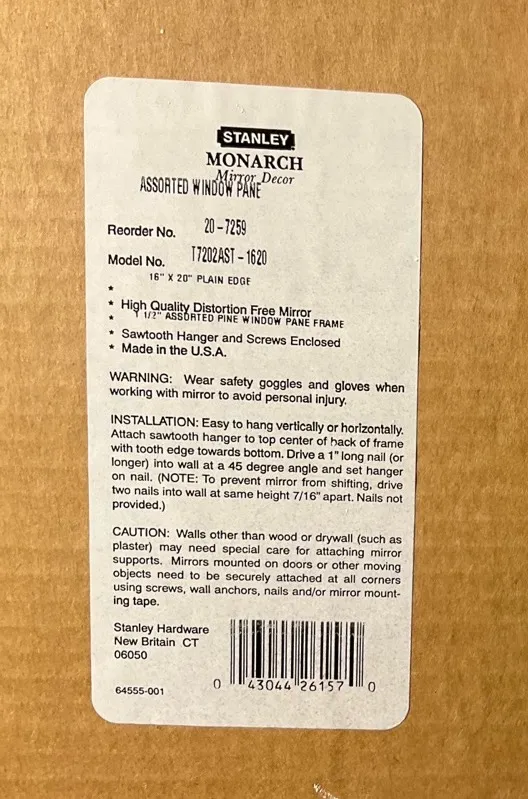 STANLEY
MONARCH
Mirror Decor
ASSORTED WINDOW PANE
Reorder No. 20-7259
Model No. T7202AST-1620
16" X 20" PLAIN EDGE
*
* High Quality Distortion Free Mirror
* 1 1/2" ASSORTED PINE WINDOW PANE FRAME
* Sawtooth Hanger and Screws Enclosed
* Made in the U.S.A.
WARNING: Wear safety goggles and gloves when
working with mirror to avoid personal injury.
INSTALLATION: Easy to hang vertically or horizontally.
Attach sawtooth hanger to top center of back of frame
with tooth edge towards bottom. Drive a 1" long nail (or
longer) into wall at a 45 degree angle and set hanger
on nail. (NOTE: To prevent mirror from shifting, drive
two nails into wall at same height 7/16" apart. Nails not
provided.)
CAUTION: Walls other than wood or drywall (such as
plaster) may need special care for attaching mirror
supports. Mirrors mounted on doors or other moving
objects need to be securely attached at all corners
using screws, wall anchors, nails and/or mirror mount-
ing tape.
Stanley Hardware
New Britain CT
06050
64555-001
0 43044 26157 0